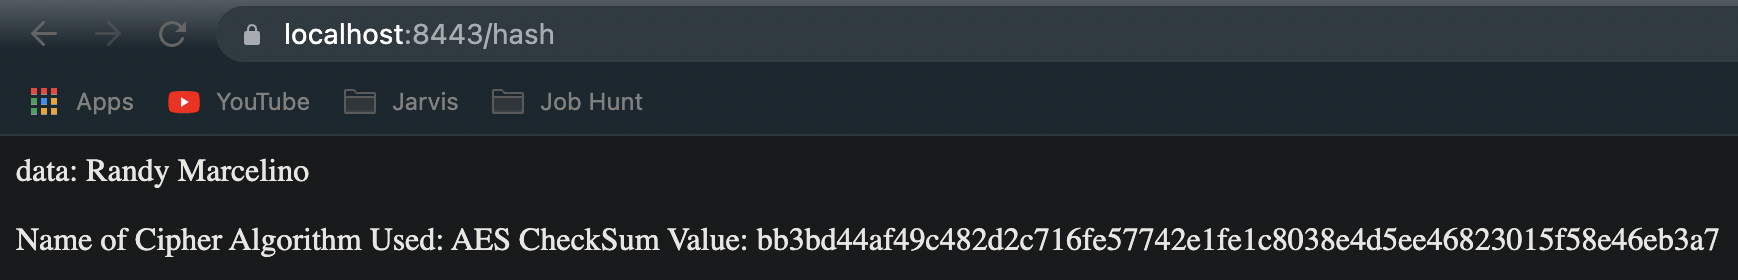 localhost:8443/hash
Apps YouTube Jarvis Job Hunt
data: Randy Marcelino
Name of Cipher Algorithm Used: AES CheckSum Value: bb3bd44af49c482d2c716fe57742e1fe1c8038e4d5ee46823015f58e46eb3a7